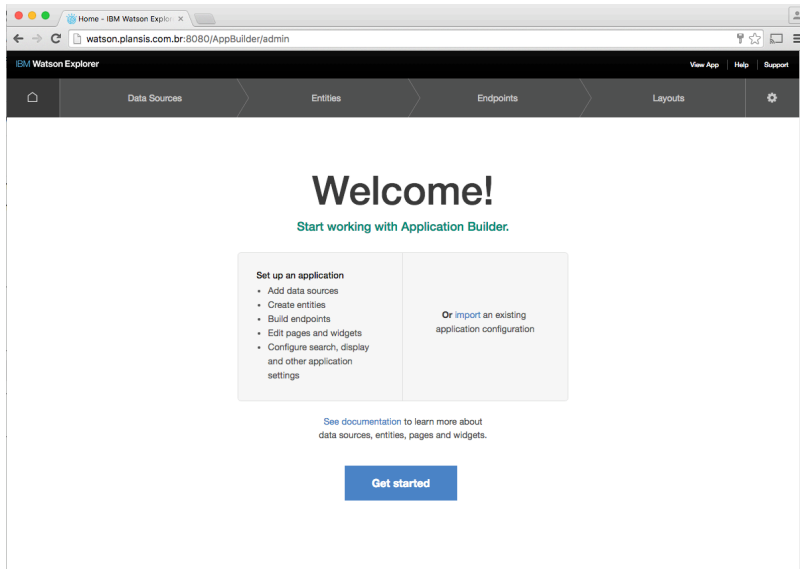 Home - IBM Watson Explor
watson.plansis.com.br:8080/AppBuilder/admin
IBM Watson Explorer
View App Help Support
Data Sources Entities Endpoints Layouts
Welcome!
Start working with Application Builder.
Set up an application
• Add data sources
• Create entities
• Build endpoints
• Edit pages and widgets
• Configure search, display
and other application
settings
Or import an existing
application configuration
See documentation to learn more about
data sources, entities, pages and widgets.
Get started